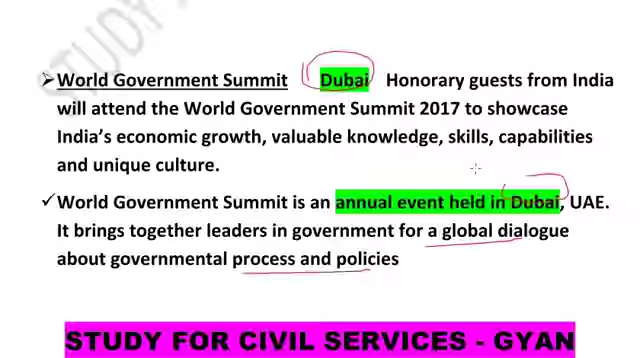 STUDY
➢ World Government Summit Dubai Honorary guests from India
will attend the World Government Summit 2017 to showcase
India's economic growth, valuable knowledge, skills, capabilities
and unique culture.
✓ World Government Summit is an annual event held in Dubai, UAE.
It brings together leaders in government for a global dialogue
about governmental process and policies
STUDY FOR CIVIL SERVICES - GYAN